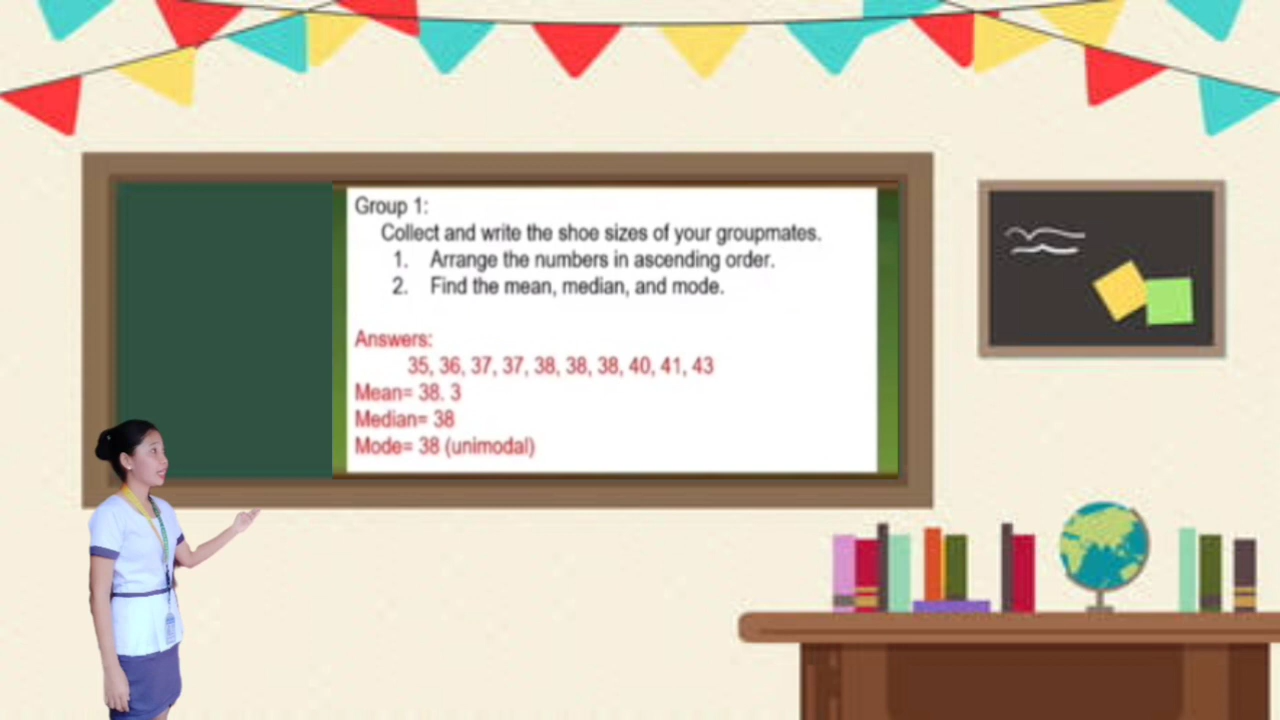 Group 1:
Collect and write the shoe sizes of your groupmates.
1. Arrange the numbers in ascending order.
2. Find the mean, median, and mode.
Answers:
35, 36, 37, 37, 38, 38, 38, 40, 41, 43
Mean= 38. 3
Median= 38
Mode= 38 (unimodal)